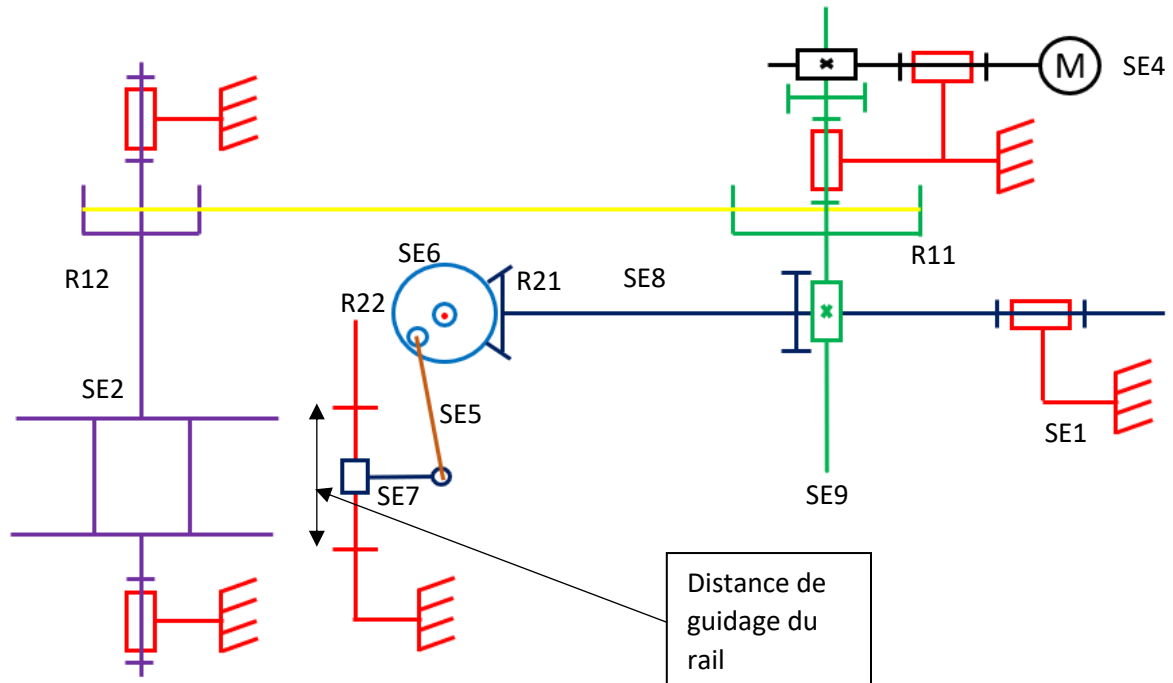 M
SE4
R12
SE6
R21
SE8
R11
R22
SE2
SE5
SE1
SE7
SE9
Distance de
guidage du
rail